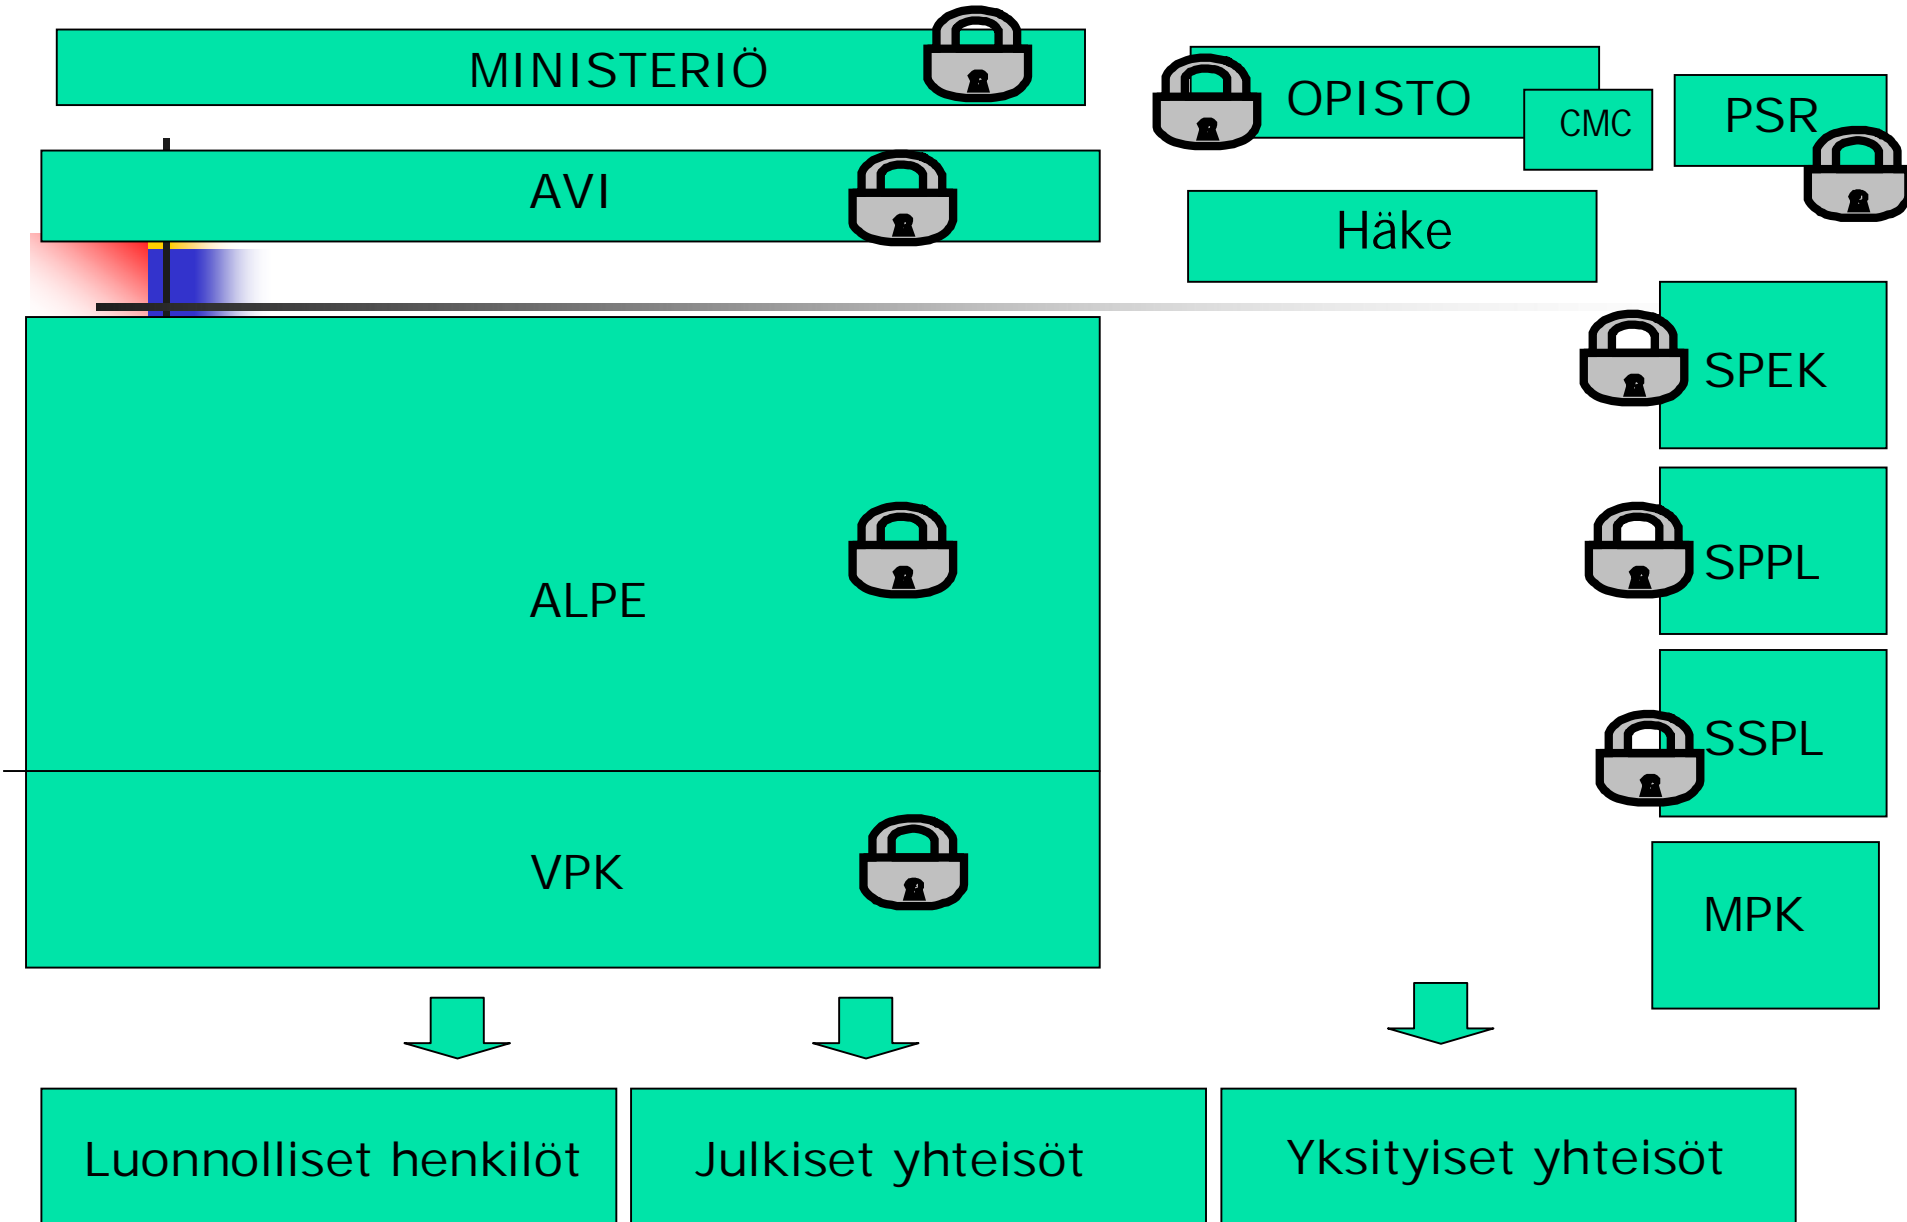 MINISTERIÖ
OPISTO
CMC
PSR
AVI
Häke
SPEK
SPPL
ALPE
SSPL
VPK
MPK
Luonnolliset henkilöt
Julkiset yhteisöt
Yksityiset yhteisöt